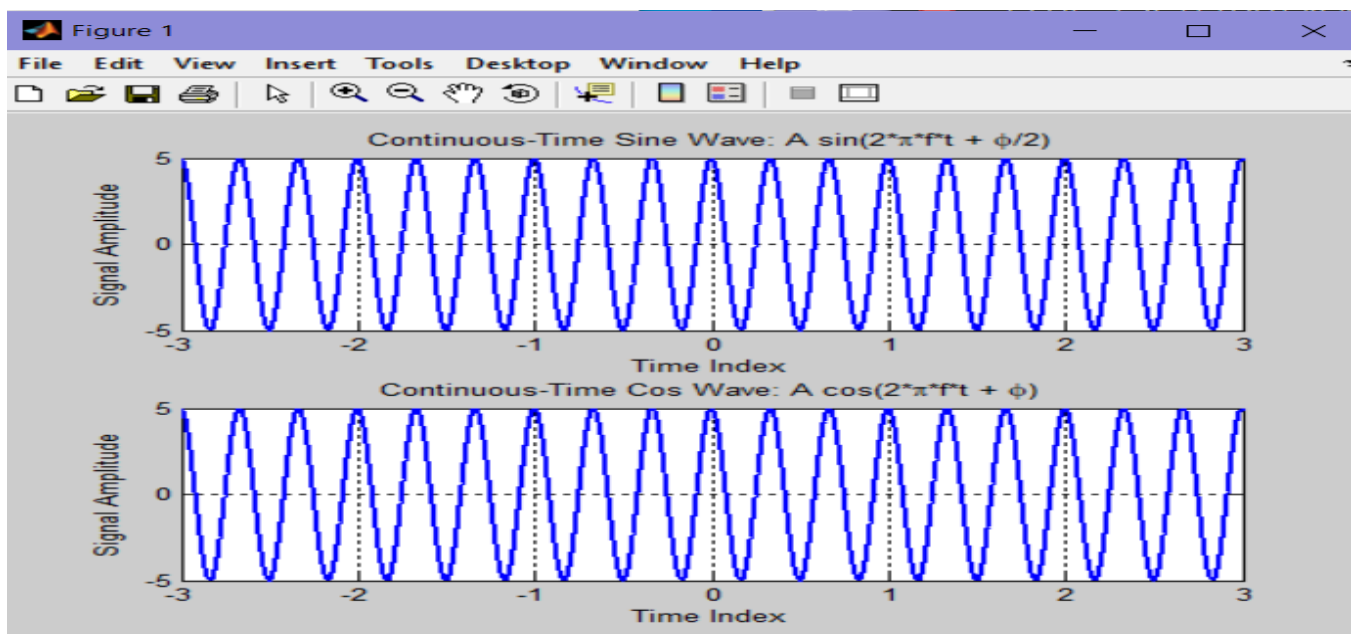 Figure 1
File Edit View Insert Tools Desktop Window Help
Continuous-Time Sine Wave: A sin(2*π*f*t + ϕ/2)
5
0
-5
Signal Amplitude
-3 -2 -1 0 1 2 3
Time Index
Continuous-Time Cos Wave: A cos(2*π*f*t + ϕ)
5
0
-5
Signal Amplitude
-3 -2 -1 0 1 2 3
Time Index